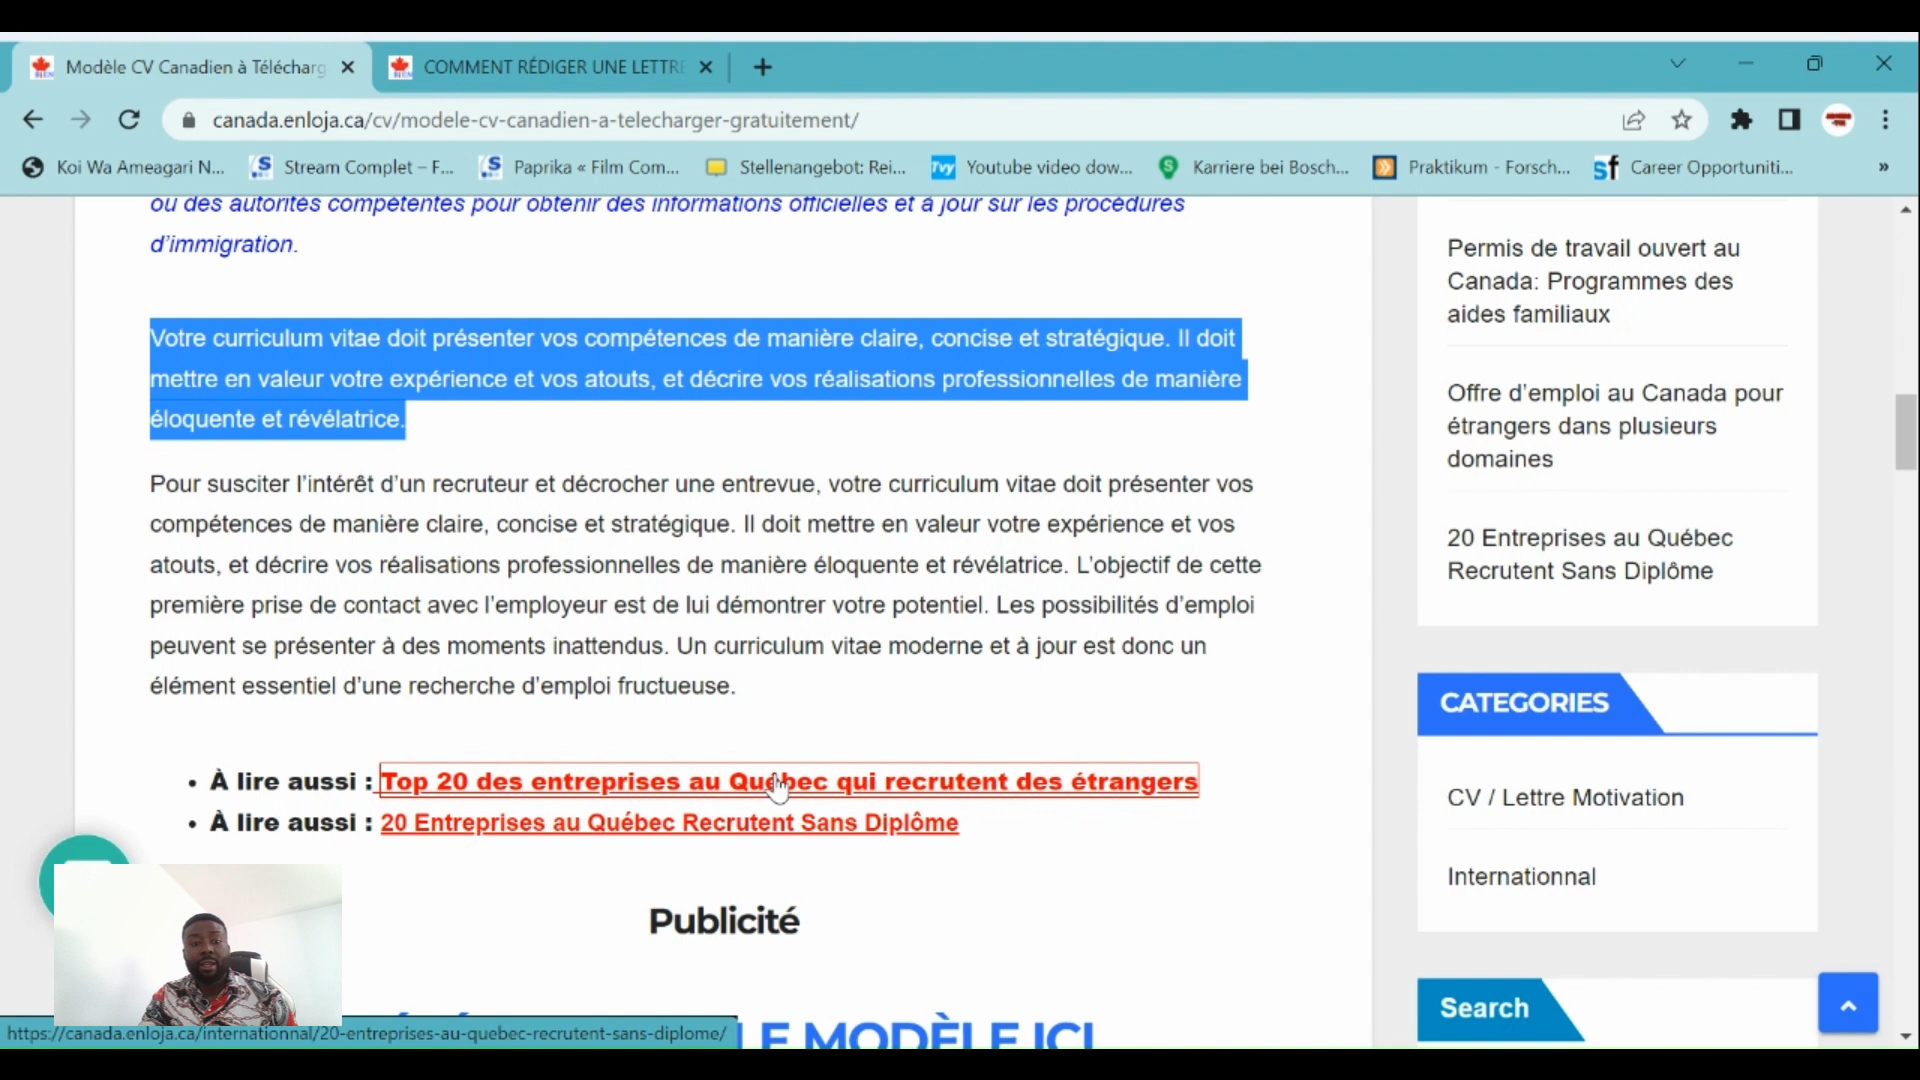 Modèle CV Canadien à Télécharg
COMMENT RÉDIGER UNE LETTRE
canada.enloja.ca/cv/modele-cv-canadien-a-telecharger-gratuitement/
Koi Wa Ameagari N...
Stream Complet – F...
Paprika « Film Com...
Stellenangebot: Rei...
Youtube video dow...
Karriere bei Bosch...
Praktikum - Forsch...
Career Opportuniti...
ou des autorités compétentes pour obtenir des informations officielles et à jour sur les procédures
d’immigration.
Votre curriculum vitae doit présenter vos compétences de manière claire, concise et stratégique. Il doit
mettre en valeur votre expérience et vos atouts, et décrire vos réalisations professionnelles de manière
éloquente et révélatrice.
Pour susciter l’intérêt d’un recruteur et décrocher une entrevue, votre curriculum vitae doit présenter vos
compétences de manière claire, concise et stratégique. Il doit mettre en valeur votre expérience et vos
atouts, et décrire vos réalisations professionnelles de manière éloquente et révélatrice. L’objectif de cette
première prise de contact avec l’employeur est de lui démontrer votre potentiel. Les possibilités d’emploi
peuvent se présenter à des moments inattendus. Un curriculum vitae moderne et à jour est donc un
élément essentiel d’une recherche d’emploi fructueuse.
• À lire aussi : Top 20 des entreprises au Québec qui recrutent des étrangers
• À lire aussi : 20 Entreprises au Québec Recrutent Sans Diplôme
Publicité
LE MODÈLE ICI
https://canada.enloja.ca/internationnal/20-entreprises-au-quebec-recrutent-sans-diplome/
Permis de travail ouvert au
Canada: Programmes des
aides familiaux
Offre d’emploi au Canada pour
étrangers dans plusieurs
domaines
20 Entreprises au Québec
Recrutent Sans Diplôme
CATEGORIES
CV / Lettre Motivation
Internationnal
Search